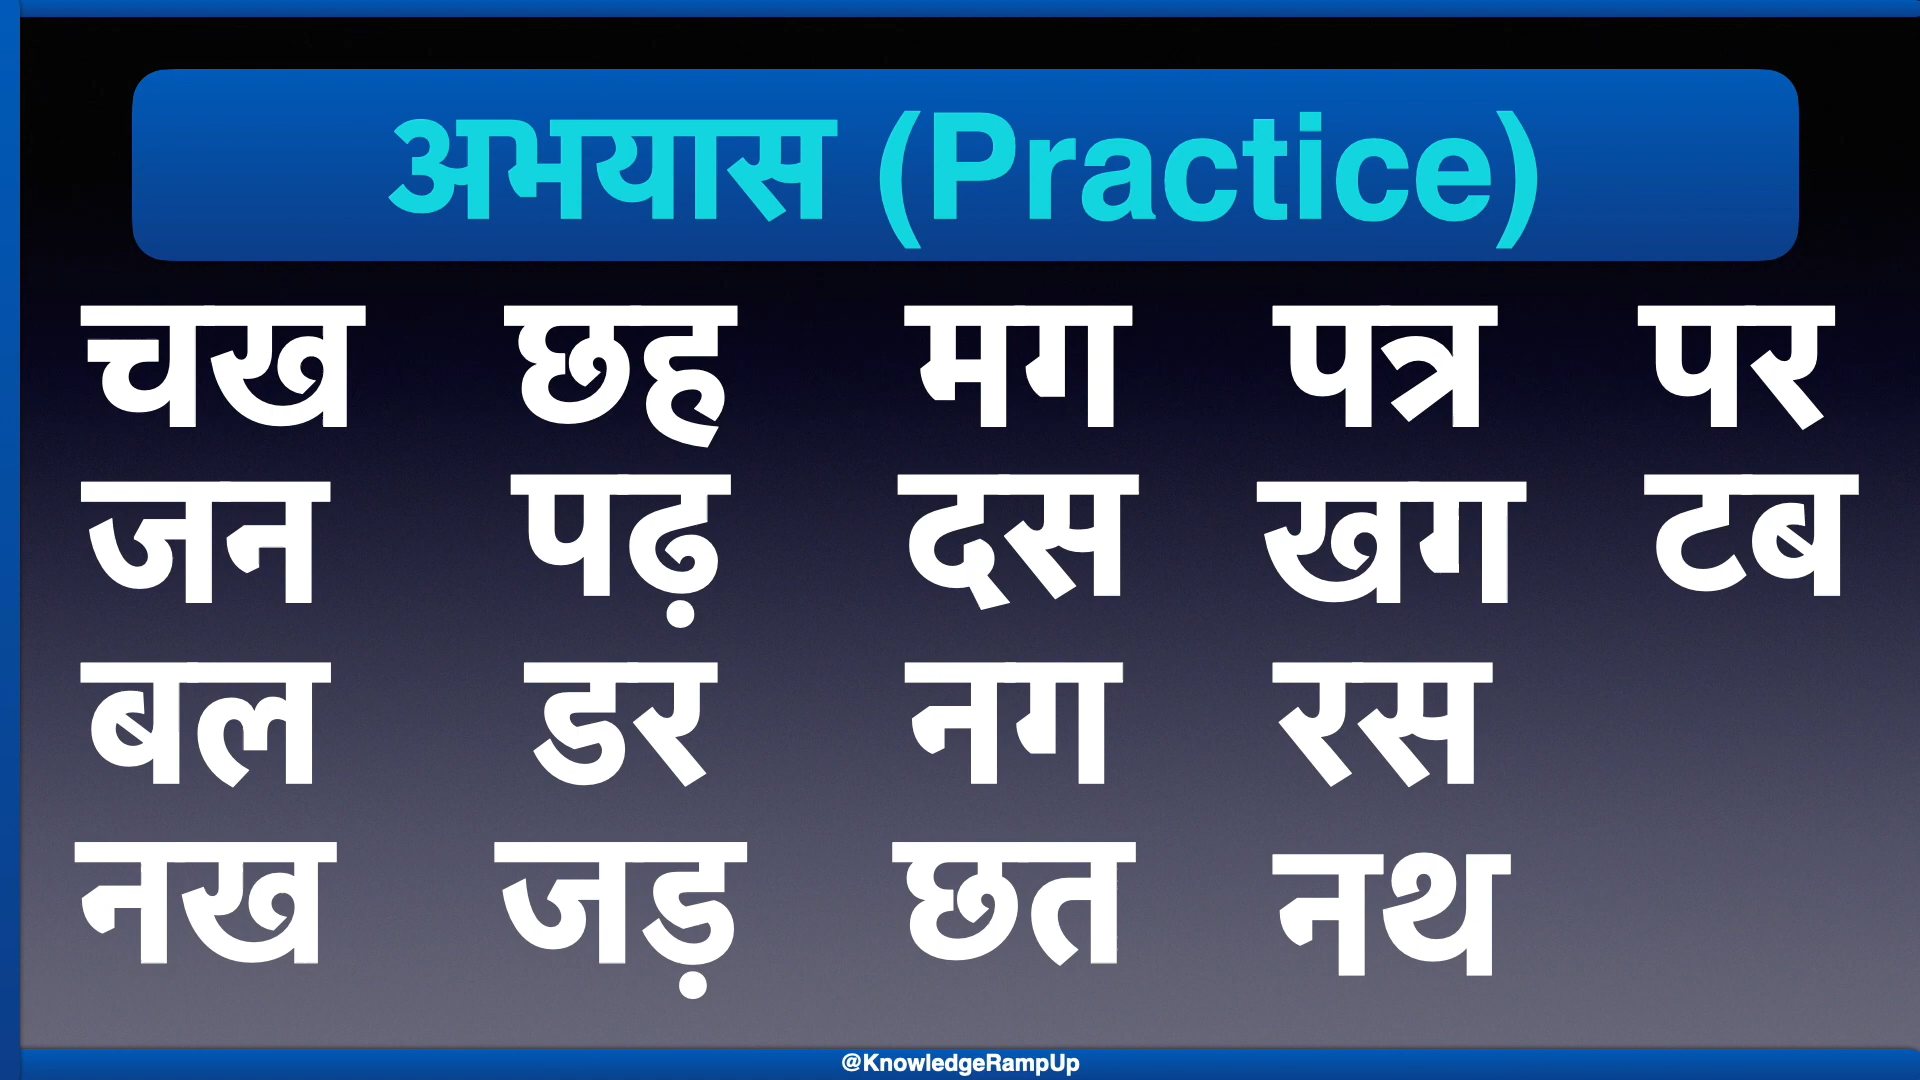 अभयास (Practice)
चख छह मग पत्र पर
जन पढ़ दस खग टब
बल डर नग रस
नख जड़ छत नथ
@KnowledgeRampUp